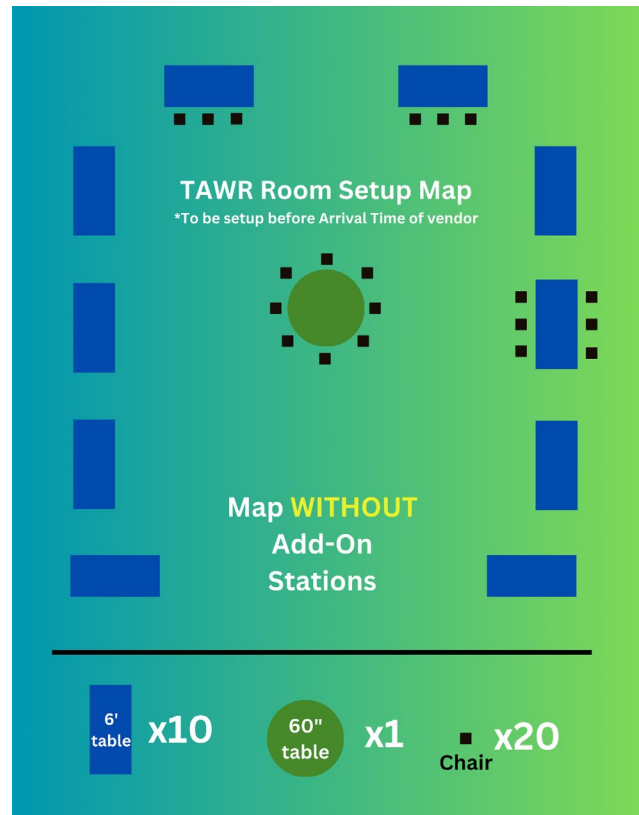 TAWR Room Setup Map
*To be setup before Arrival Time of vendor
Map WITHOUT
Add-On
Stations
6'
table
x10
60"
table
x1
x20
Chair